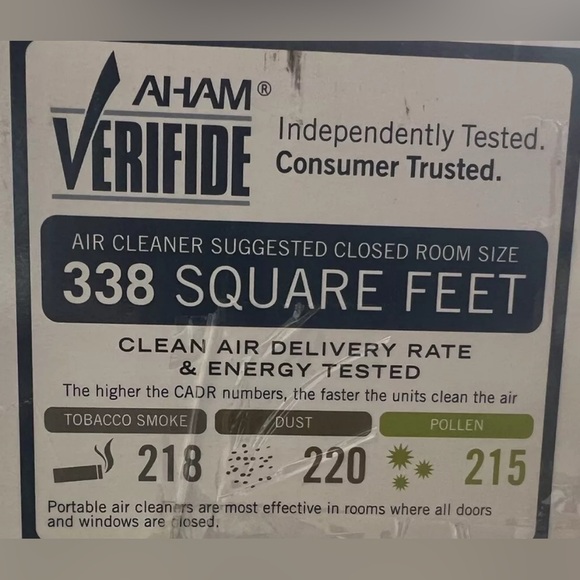 AHAM®
VERIFIDE
Independently Tested.
Consumer Trusted.
AIR CLEANER SUGGESTED CLOSED ROOM SIZE
338 SQUARE FEET
CLEAN AIR DELIVERY RATE
& ENERGY TESTED
The higher the CADR numbers, the faster the units clean the air
TOBACCO SMOKE DUST POLLEN
218 220 215
Portable air cleaners are most effective in rooms where all doors
and windows are closed.